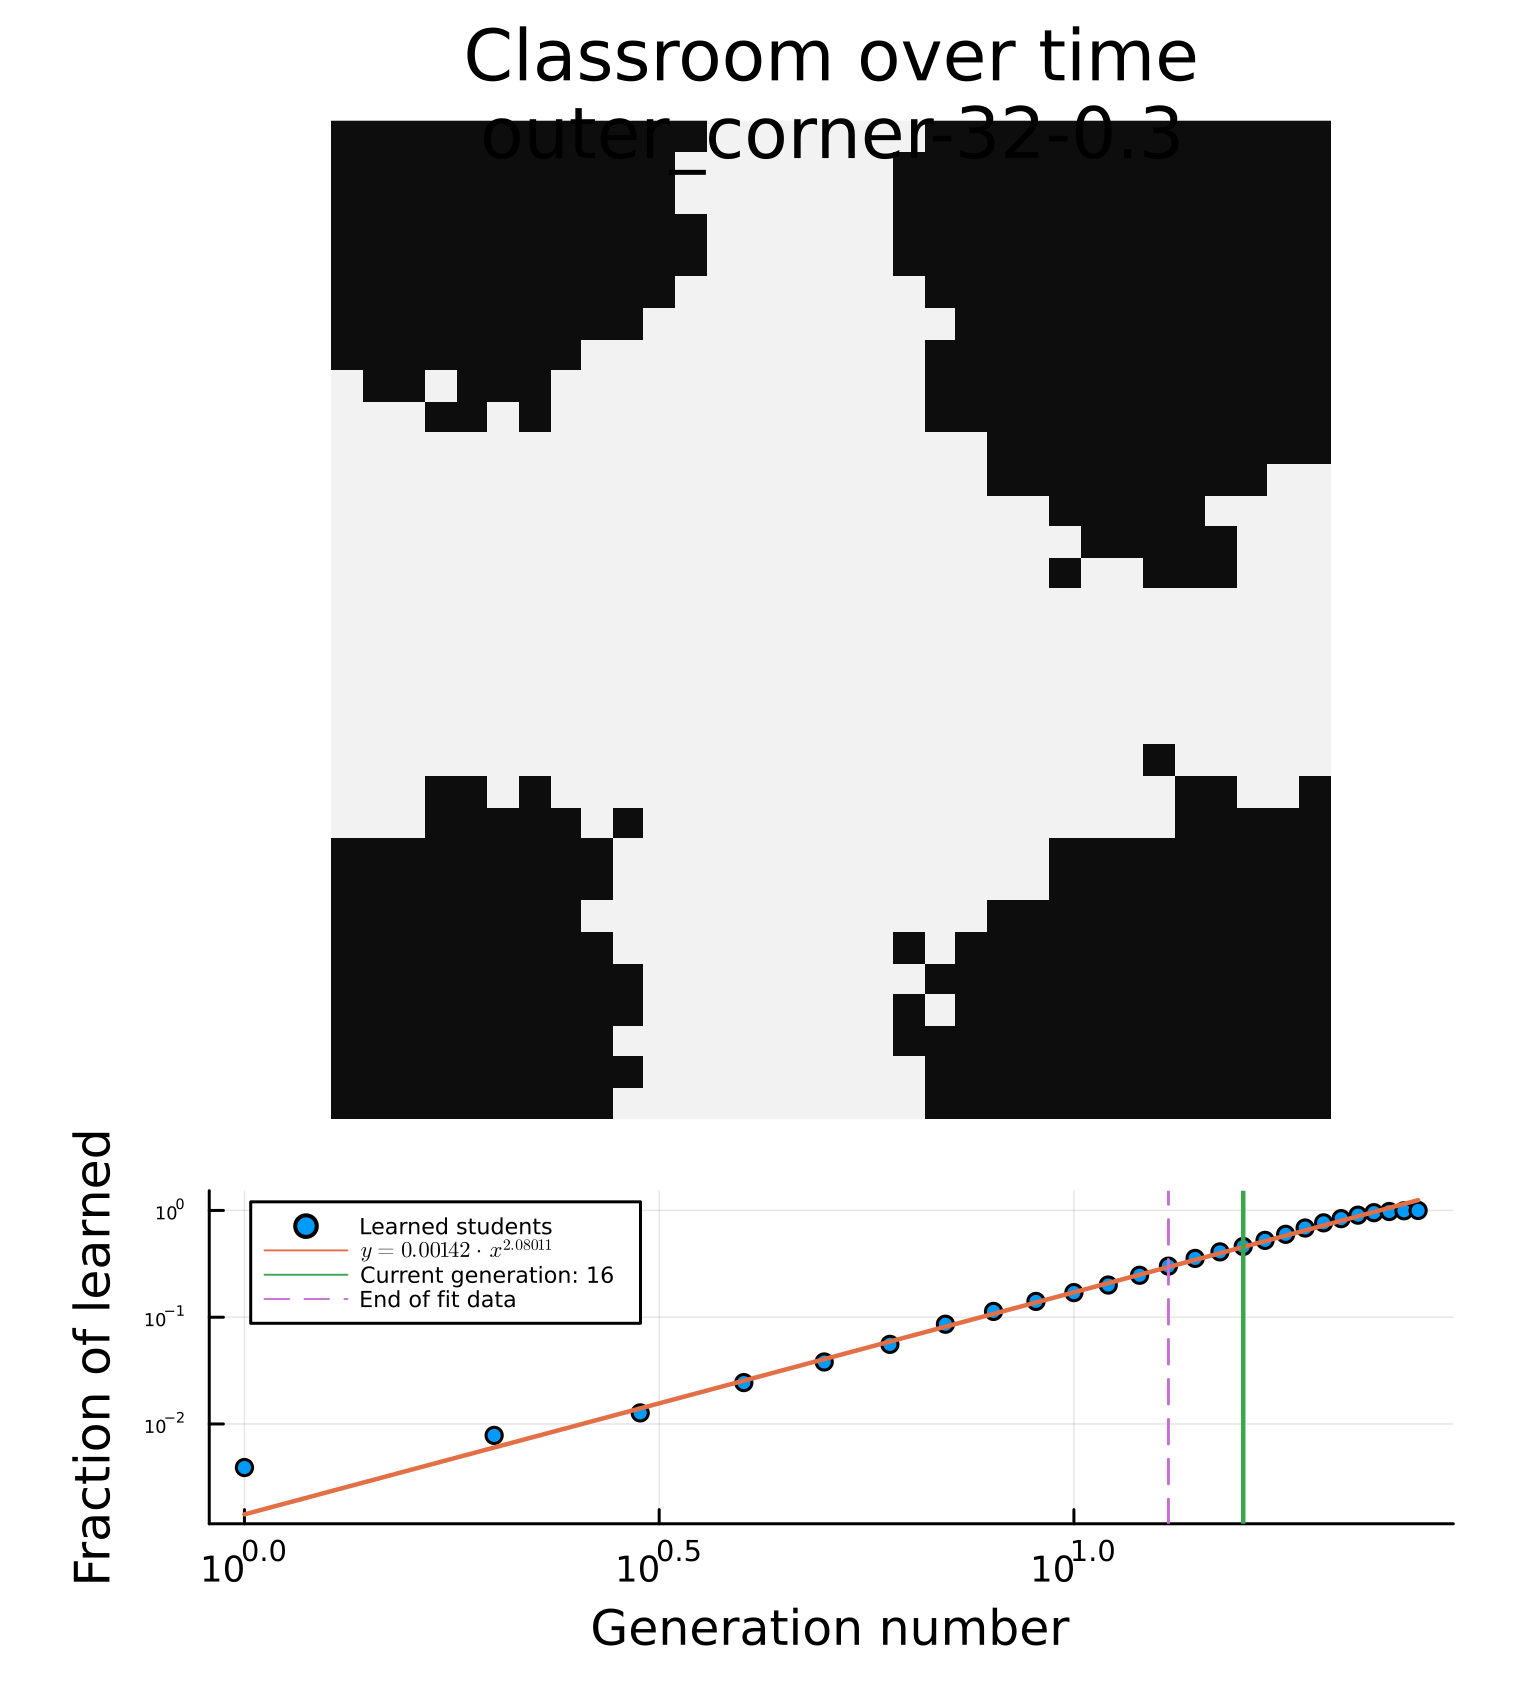 Classroom over time
outer_corner-32-0.3
Fraction of learned
10⁰
10⁻¹
10⁻²
Learned students
y = 0.00142 · x^2.08011
Current generation: 16
End of fit data
10^0.0
10^0.5
10^1.0
Generation number